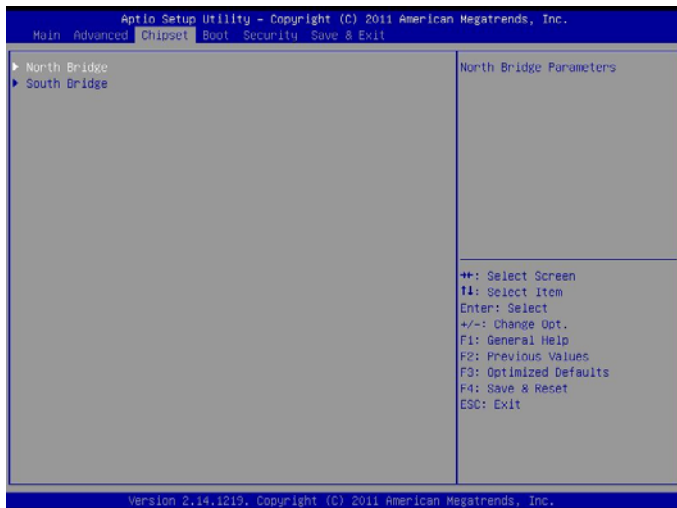 Aptio Setup Utility – Copyright (C) 2011 American Megatrends, Inc.
Main Advanced Chipset Boot Security Save & Exit
▶ North Bridge
▶ South Bridge
North Bridge Parameters
→←: Select Screen
↑↓: Select Item
Enter: Select
+/-: Change Opt.
F1: General Help
F2: Previous Values
F3: Optimized Defaults
F4: Save & Reset
ESC: Exit
Version 2.14.1219. Copyright (C) 2011 American Megatrends, Inc.